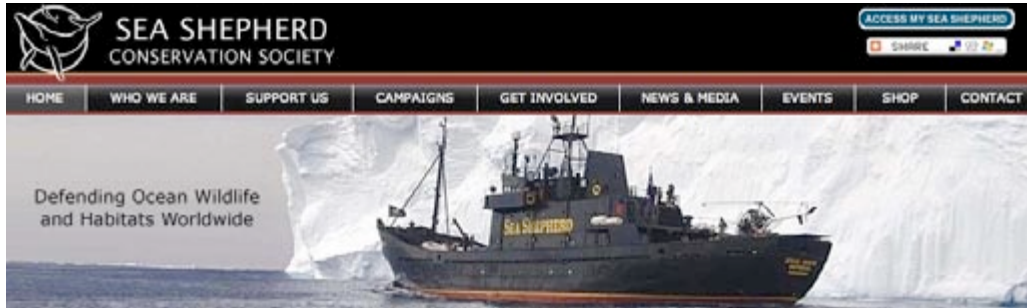 SEA SHEPHERD
CONSERVATION SOCIETY
ACCESS MY SEA SHEPHERD
SHARE
HOME
WHO WE ARE
SUPPORT US
CAMPAIGNS
GET INVOLVED
NEWS & MEDIA
EVENTS
SHOP
CONTACT
Defending Ocean Wildlife
and Habitats Worldwide
SEA SHEPHERD